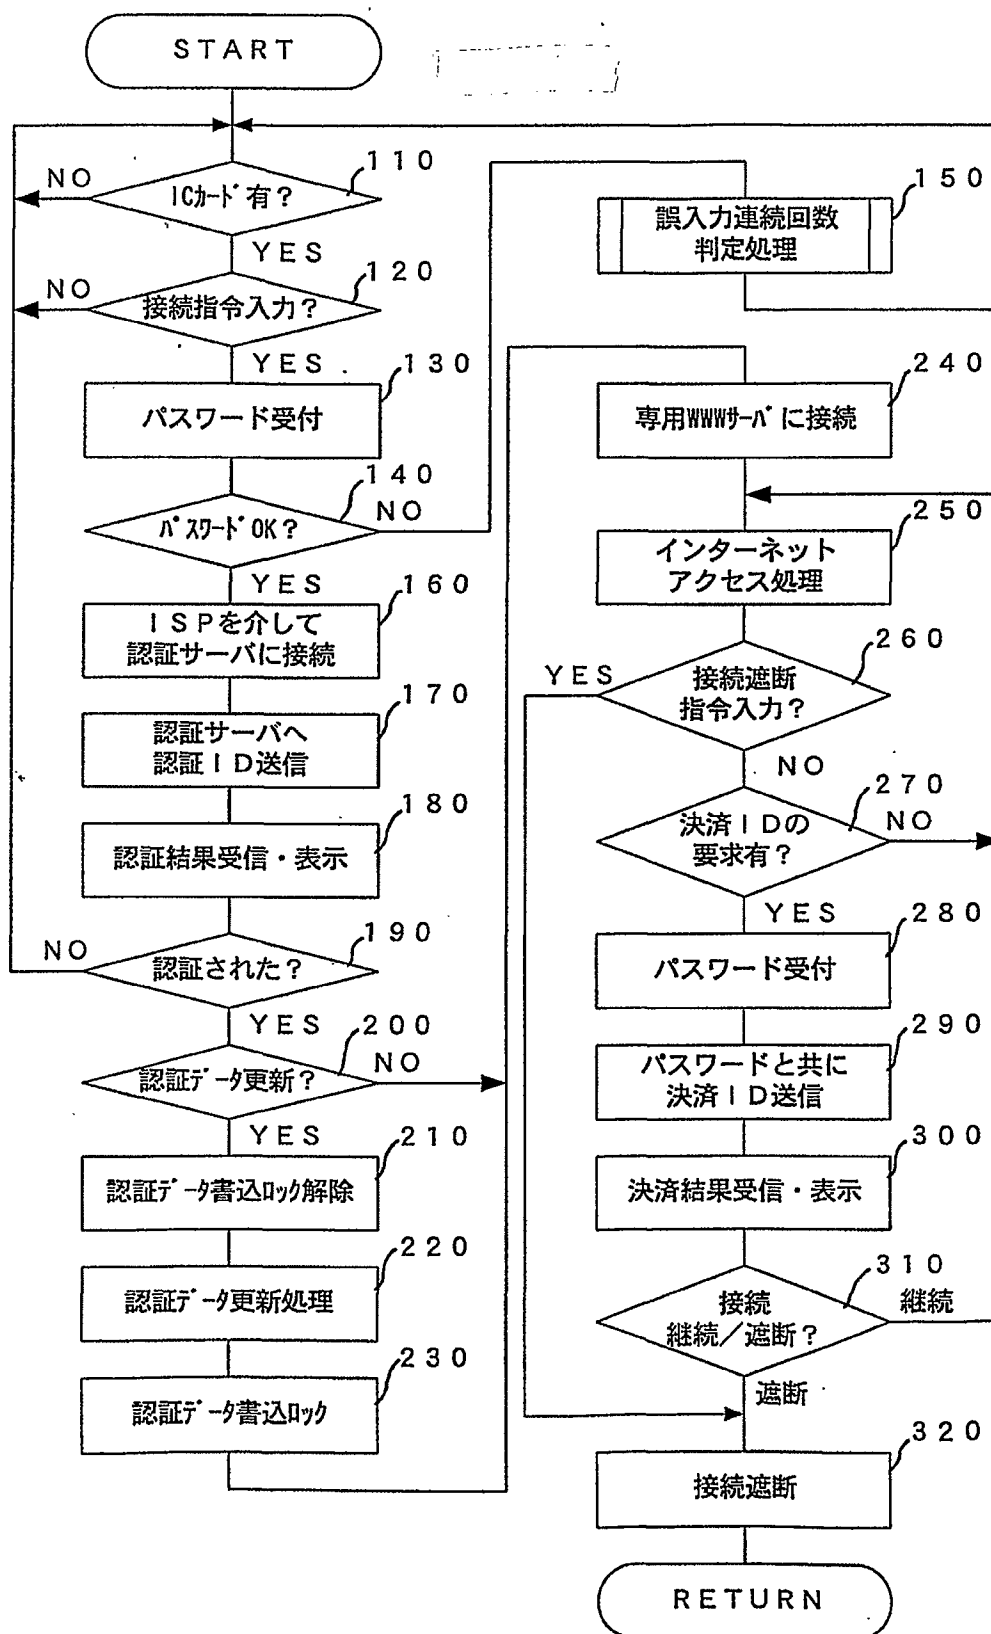 START
110
NO
ICｶｰﾄﾞ有？
YES
120
NO
接続指令入力？
YES
130
パスワード受付
140
ﾊﾟｽﾜｰﾄﾞOK？
NO
YES
160
ISPを介して
認証サーバに接続
170
認証サーバへ
認証ID送信
180
認証結果受信・表示
190
NO
認証された？
YES
200
認証ﾃﾞｰﾀ更新？
NO
YES
210
認証ﾃﾞｰﾀ書込ﾛｯｸ解除
220
認証ﾃﾞｰﾀ更新処理
230
認証ﾃﾞｰﾀ書込ﾛｯｸ
150
誤入力連続回数
判定処理
240
専用WWWｻｰﾊﾞに接続
250
インターネット
アクセス処理
260
YES
接続遮断
指令入力？
NO
270
決済IDの
要求有？
NO
YES
280
パスワード受付
290
パスワードと共に
決済ID送信
300
決済結果受信・表示
310
接続
継続／遮断？
継続
遮断
320
接続遮断
RETURN